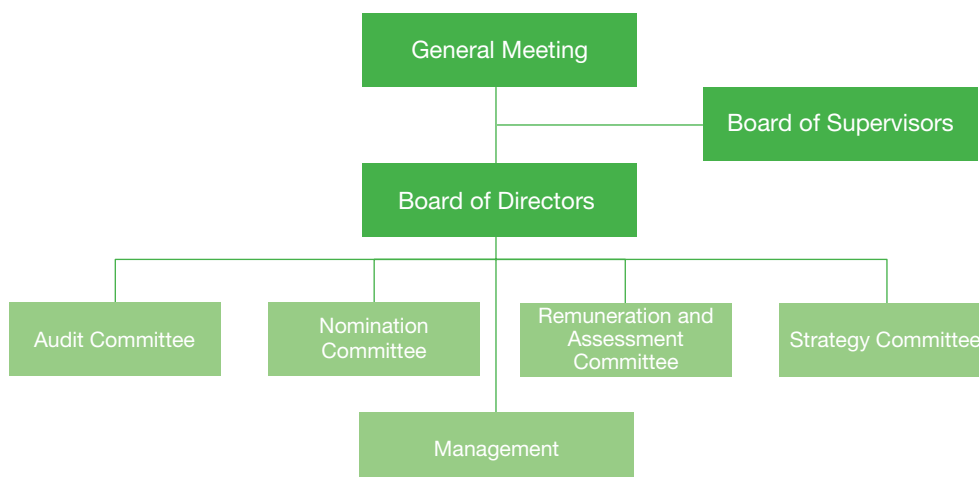 General Meeting
Board of Supervisors
Board of Directors
Audit Committee
Nomination
Committee
Remuneration and
Assessment
Committee
Strategy Committee
Management